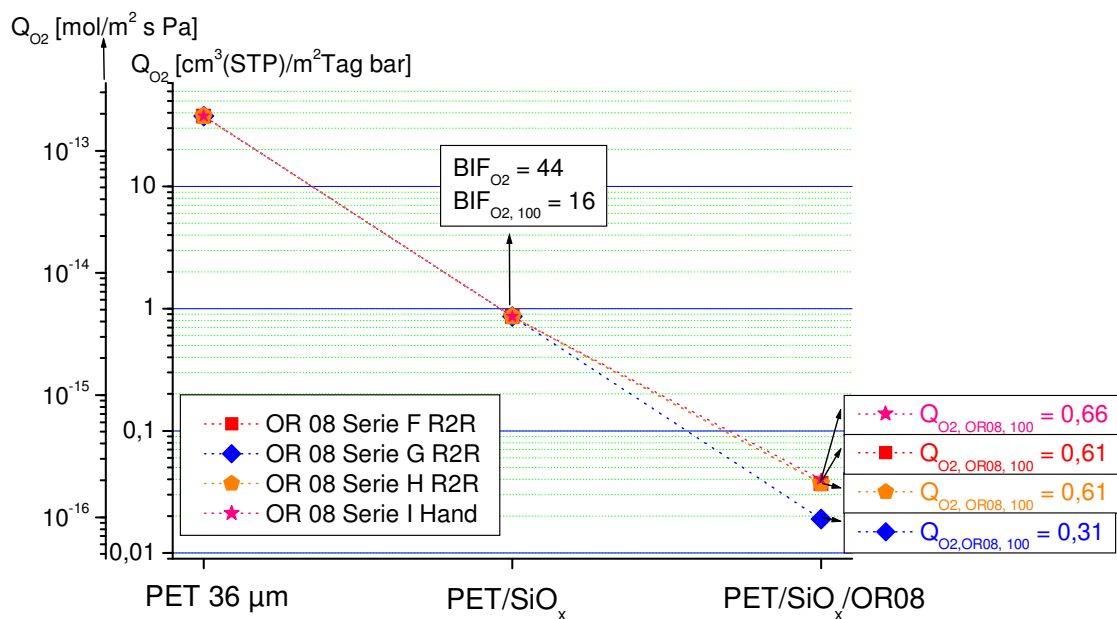 Q_O2 [mol/m² s Pa]
Q_O2 [cm³(STP)/m²Tag bar]
10⁻¹³
10⁻¹⁴
10⁻¹⁵
10⁻¹⁶
10
1
0,1
0,01
BIF_O2 = 44
BIF_O2, 100 = 16
OR 08 Serie F R2R
OR 08 Serie G R2R
OR 08 Serie H R2R
OR 08 Serie I Hand
Q_O2, OR08, 100 = 0,66
Q_O2, OR08, 100 = 0,61
Q_O2, OR08, 100 = 0,61
Q_O2,OR08, 100 = 0,31
PET 36 µm
PET/SiOₓ
PET/SiOₓ/OR08